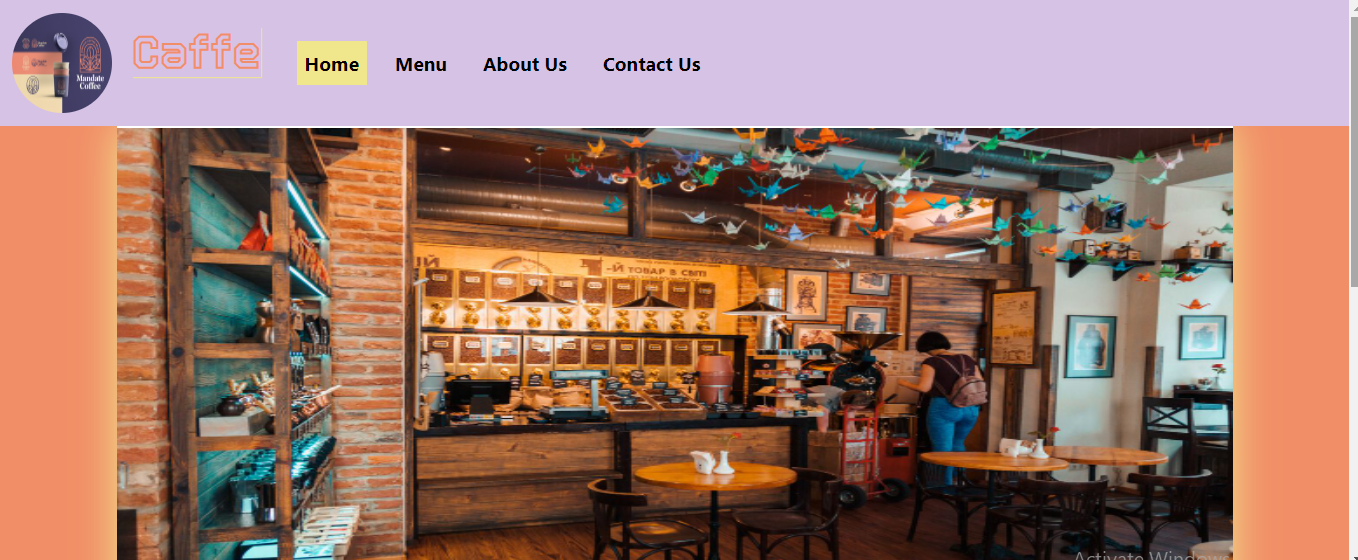 Caffe
Home
Menu
About Us
Contact Us
Mandate
Coffee
-Й ТОВАР В СВІТІ
Activate Windows